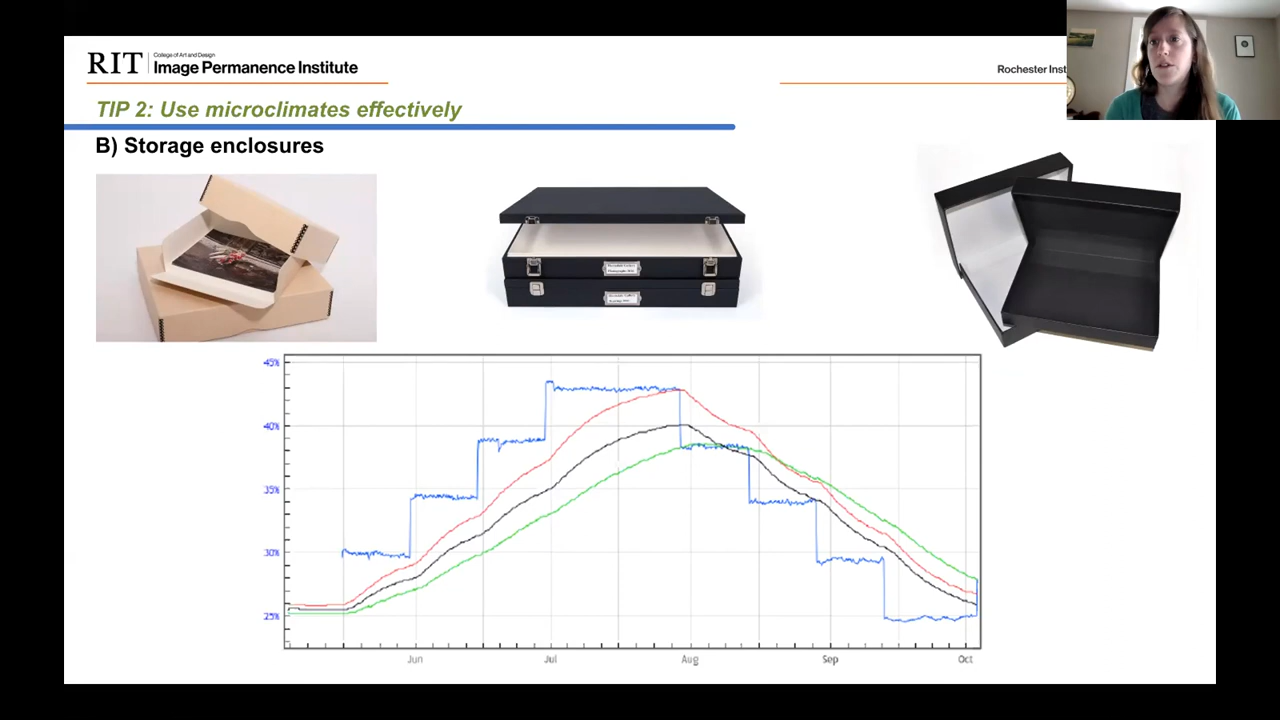 RIT
College of Art and Design
Image Permanence Institute
Rochester Inst
TIP 2: Use microclimates effectively
B) Storage enclosures
45%
40%
35%
30%
25%
Jun
Jul
Aug
Sep
Oct